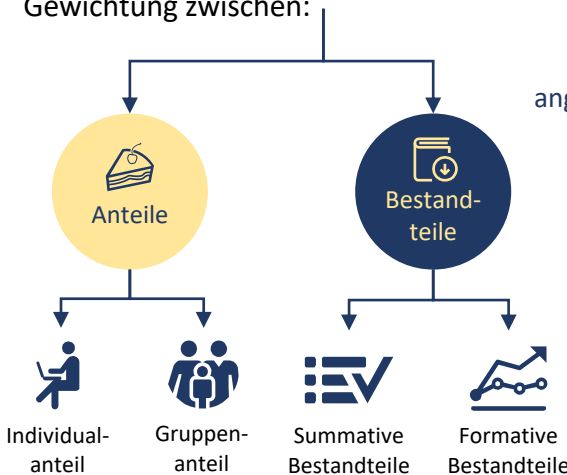 Gewichtung zwischen:
Anteile
Bestand-
teile
Individual-
anteil
Gruppen-
anteil
Summative
Bestandteile
Formative
Bestandteile